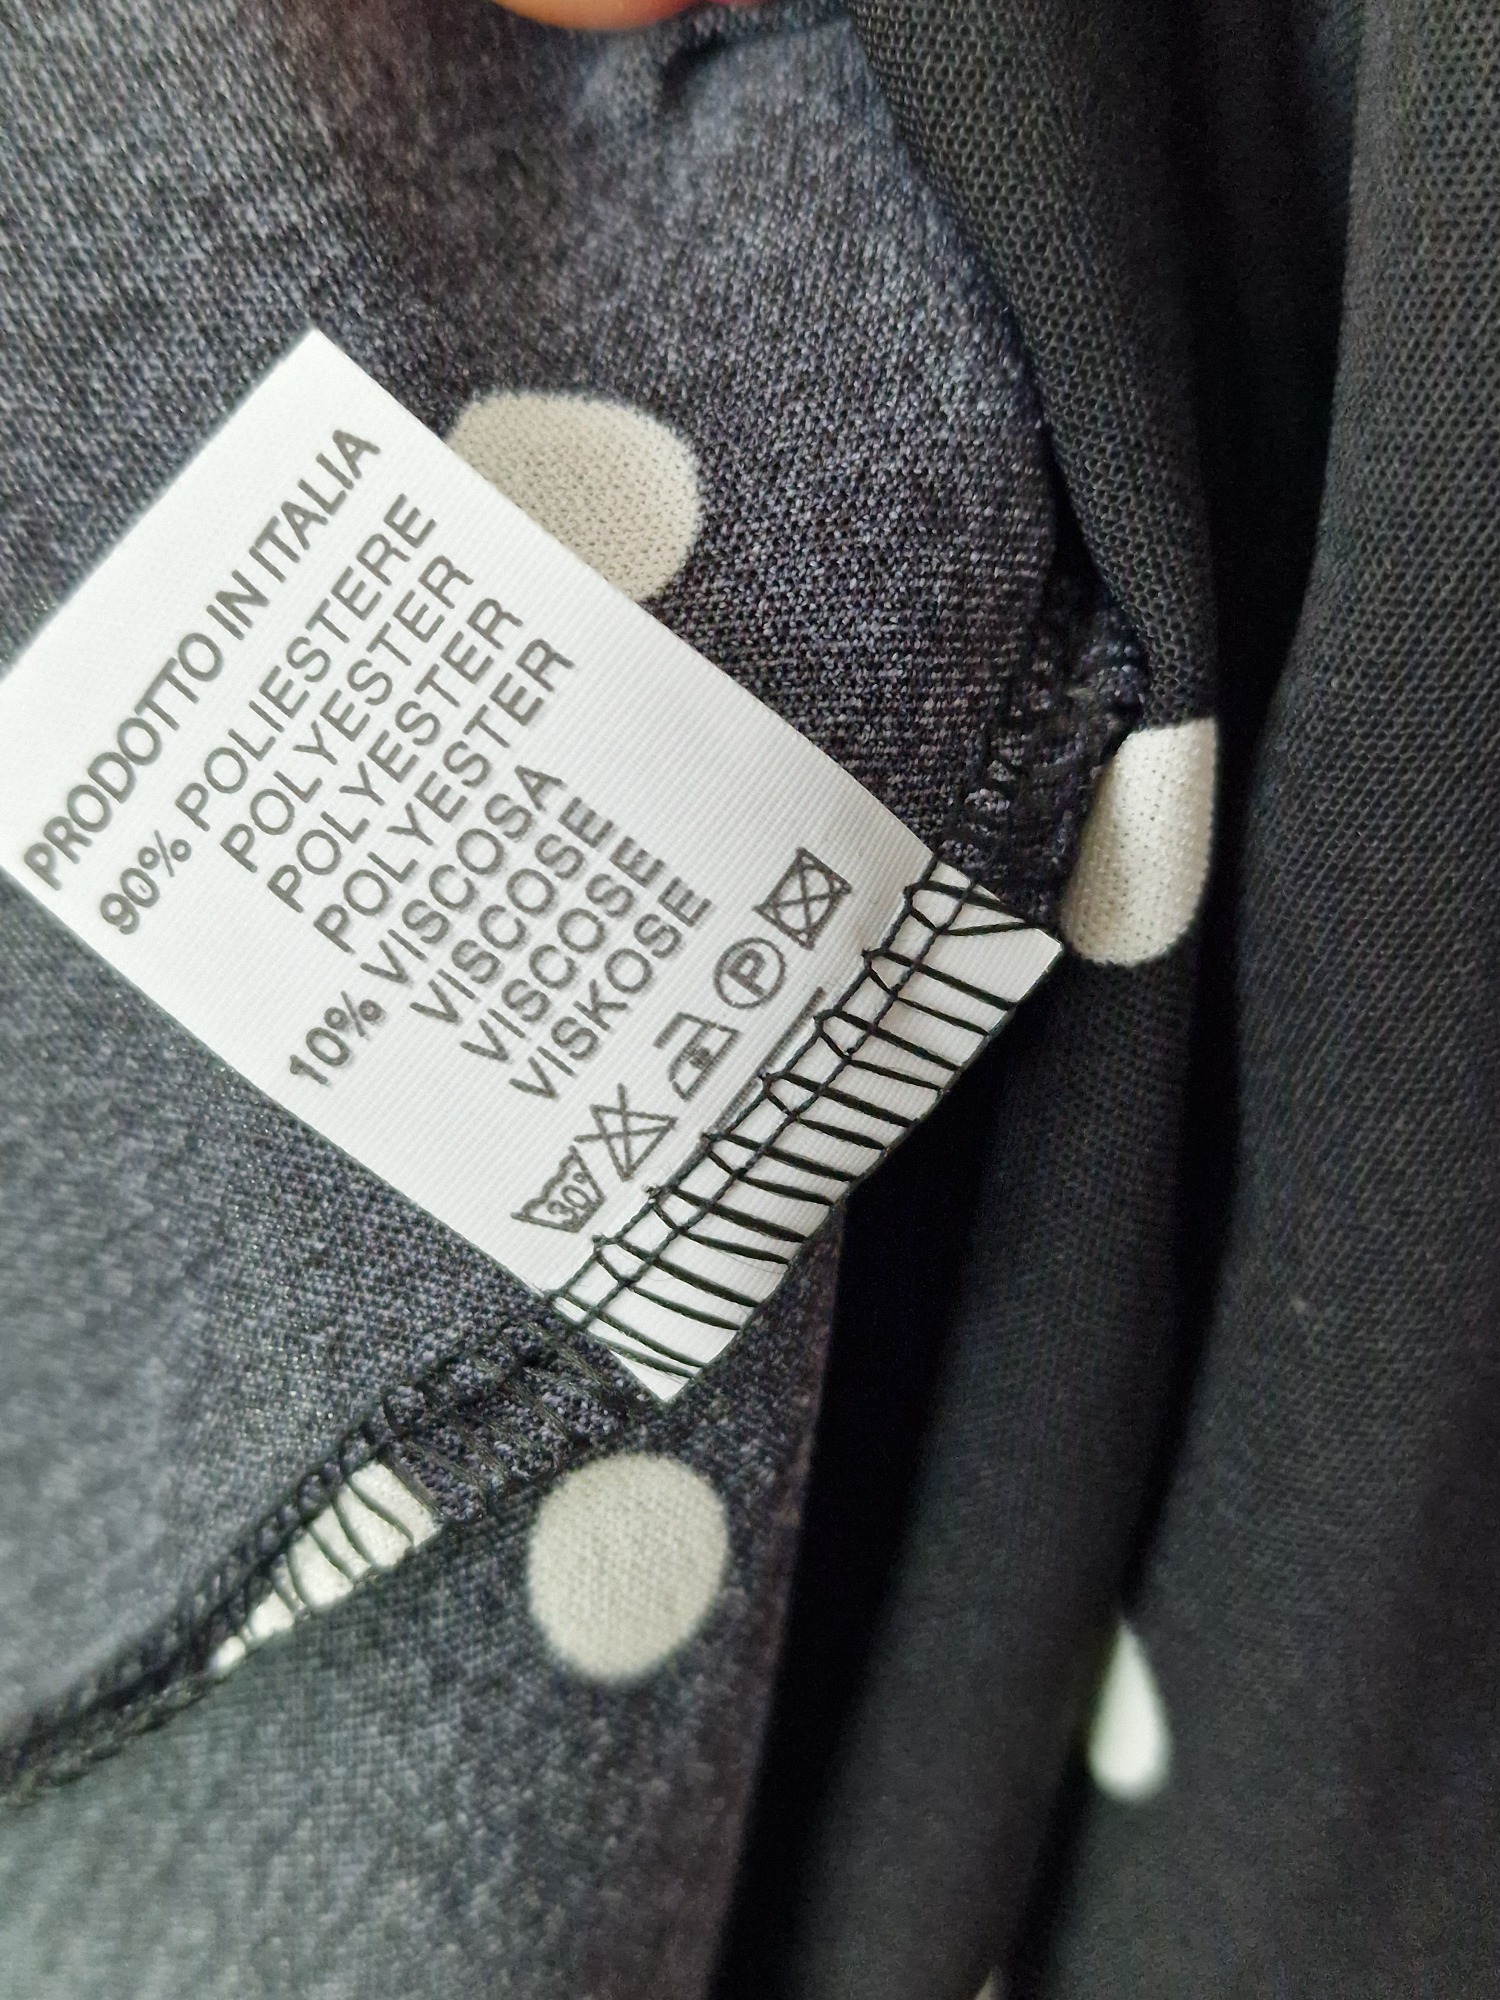 PRODOTTO IN ITALIA
90% POLIESTERE
POLYESTER
POLYESTER
POLYESTER
10% VISCOSA
VISCOSE
VISCOSE
VISKOSE
30° P